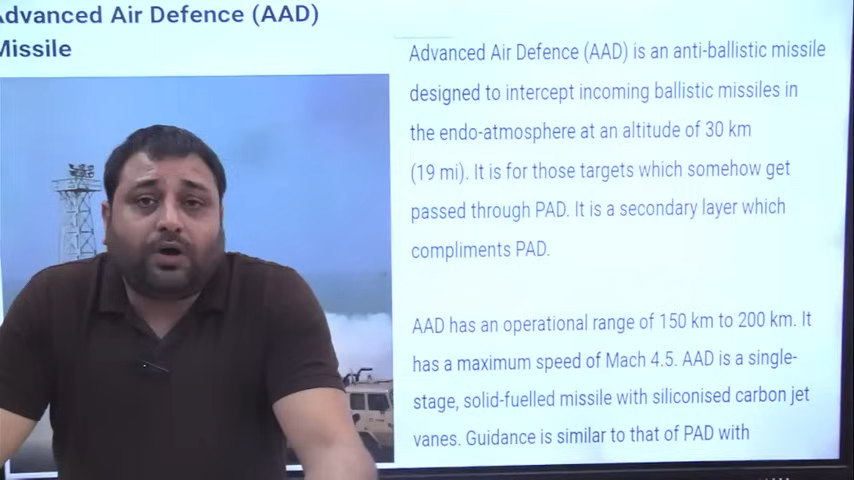 Advanced Air Defence (AAD)
Missile
Advanced Air Defence (AAD) is an anti-ballistic missile
designed to intercept incoming ballistic missiles in
the endo-atmosphere at an altitude of 30 km
(19 mi). It is for those targets which somehow get
passed through PAD. It is a secondary layer which
compliments PAD.
AAD has an operational range of 150 km to 200 km. It
has a maximum speed of Mach 4.5. AAD is a single-
stage, solid-fuelled missile with siliconised carbon jet
vanes. Guidance is similar to that of PAD with